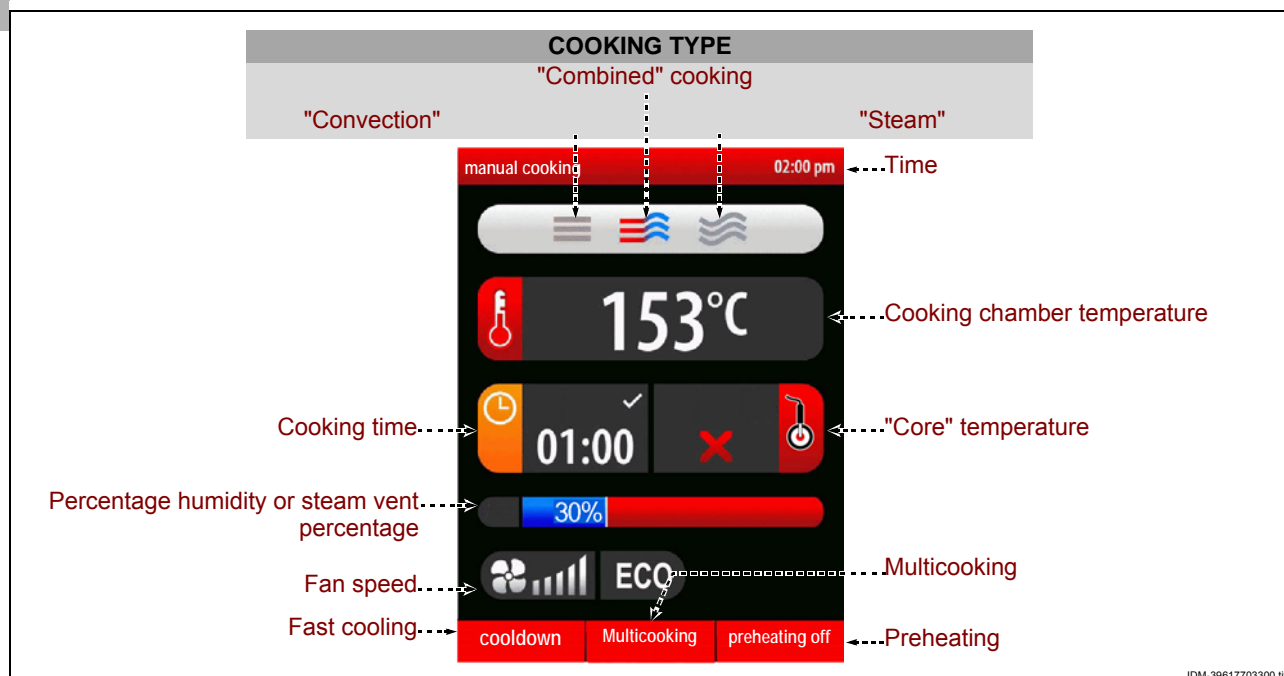 COOKING TYPE
"Combined" cooking
"Convection"
"Steam"
manual cooking
02:00 pm
Time
153°C
Cooking chamber temperature
Cooking time
01:00
"Core" temperature
Percentage humidity or steam vent
percentage
30%
Fan speed
ECO
Multicooking
Fast cooling
cooldown
Multicooking
preheating off
Preheating